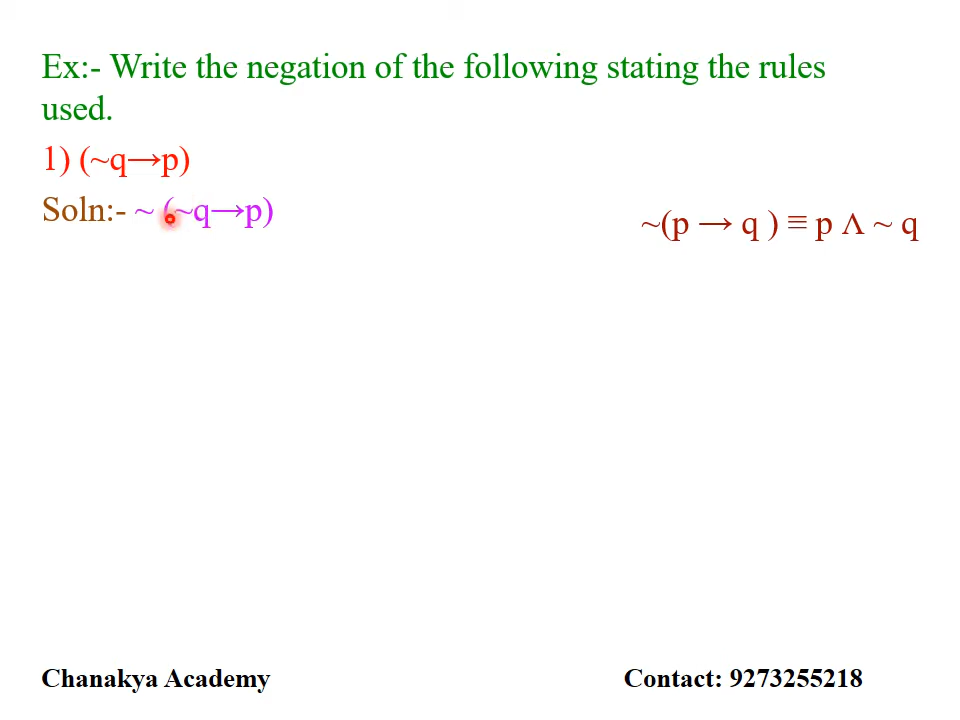 Ex:- Write the negation of the following stating the rules
used.
1) (~q→p)
Soln:- ~ (~q→p)
~(p → q ) ≡ p Λ ~ q
Chanakya Academy
Contact: 9273255218